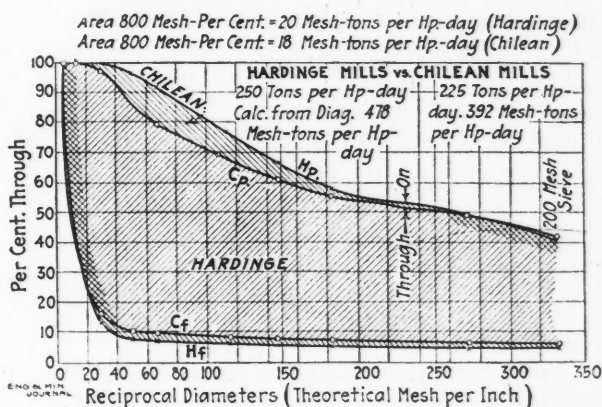 Area 800 Mesh-Per Cent. = 20 Mesh-tons per Hp.-day (Hardinge)
Area 800 Mesh-Per Cent. = 18 Mesh-tons per Hp-day (Chilean)
HARDINGE MILLS vs. CHILEAN MILLS
250 Tons per Hp-day
Calc. from Diag. 478
Mesh-tons per Hp-
day
225 Tons per Hp-
day. 392 Mesh-tons
per Hp-day
CHILEAN.
Hp.
Cp.
On
Through
200 Mesh
Sieve
HARDINGE
Cf
Hf
Per Cent. Through
100
90
80
70
60
50
40
30
20
10
0
0 20 40 60 80 100 150 200 250 300 350
Reciprocal Diameters (Theoretical Mesh per Inch)
ENG & MIN
JOURNAL